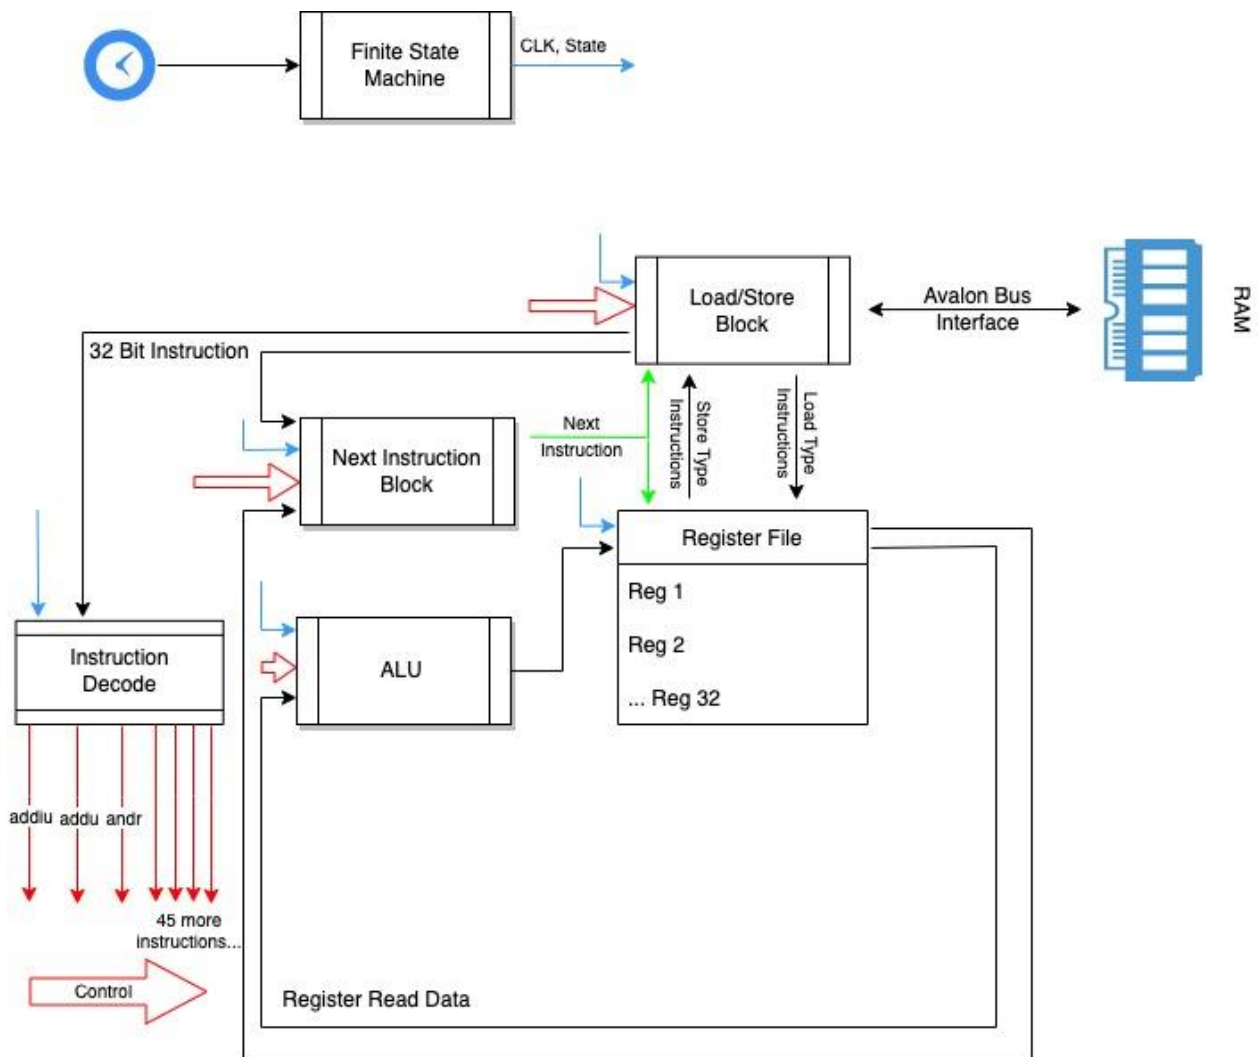 Finite State
Machine
CLK, State
Load/Store
Block
Avalon Bus
Interface
RAM
32 Bit Instruction
Next Instruction
Block
Next
Instruction
Store Type
Instructions
Load Type
Instructions
Register File
Reg 1
Reg 2
... Reg 32
ALU
Instruction
Decode
addiu
addu
andr
45 more
instructions...
Control
Register Read Data